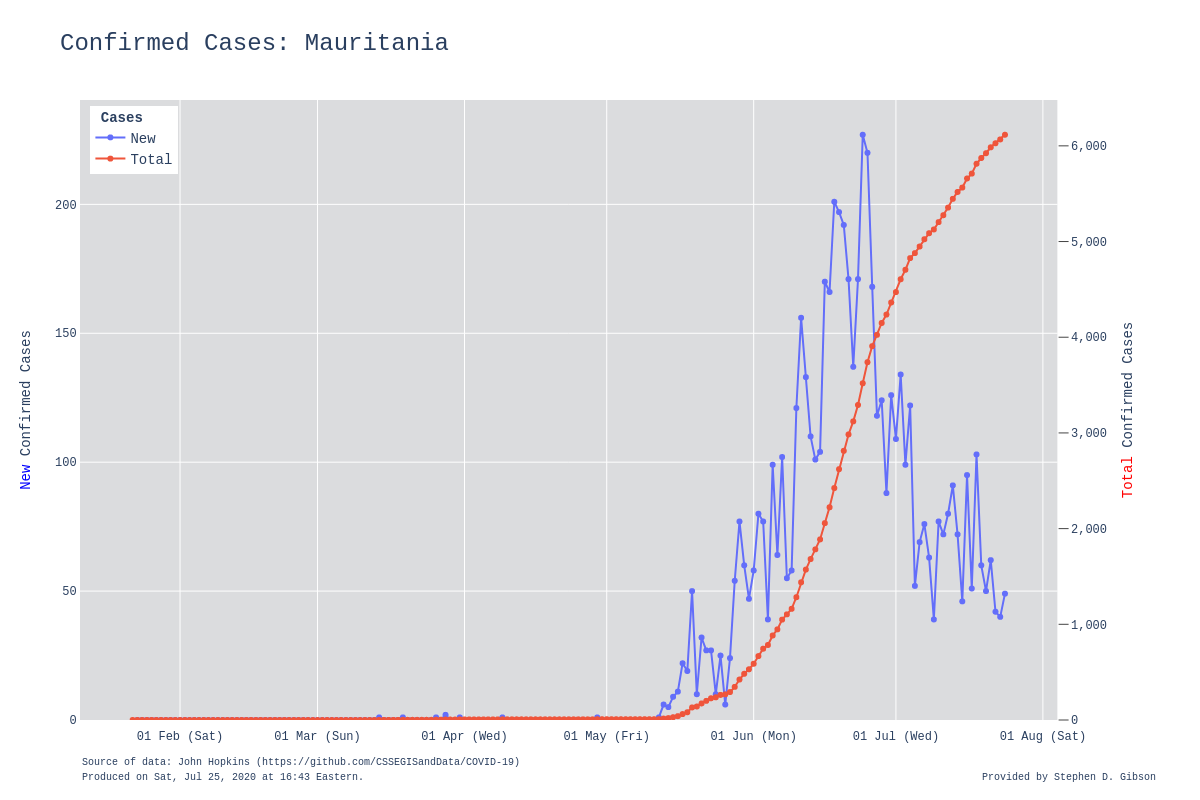 Confirmed Cases: Mauritania
Cases
New
Total
200
150
100
50
0
New Confirmed Cases
6,000
5,000
4,000
3,000
2,000
1,000
0
Total Confirmed Cases
01 Feb (Sat) 01 Mar (Sun) 01 Apr (Wed) 01 May (Fri) 01 Jun (Mon) 01 Jul (Wed) 01 Aug (Sat)
Source of data: John Hopkins (https://github.com/CSSEGISandData/COVID-19)
Produced on Sat, Jul 25, 2020 at 16:43 Eastern.
Provided by Stephen D. Gibson